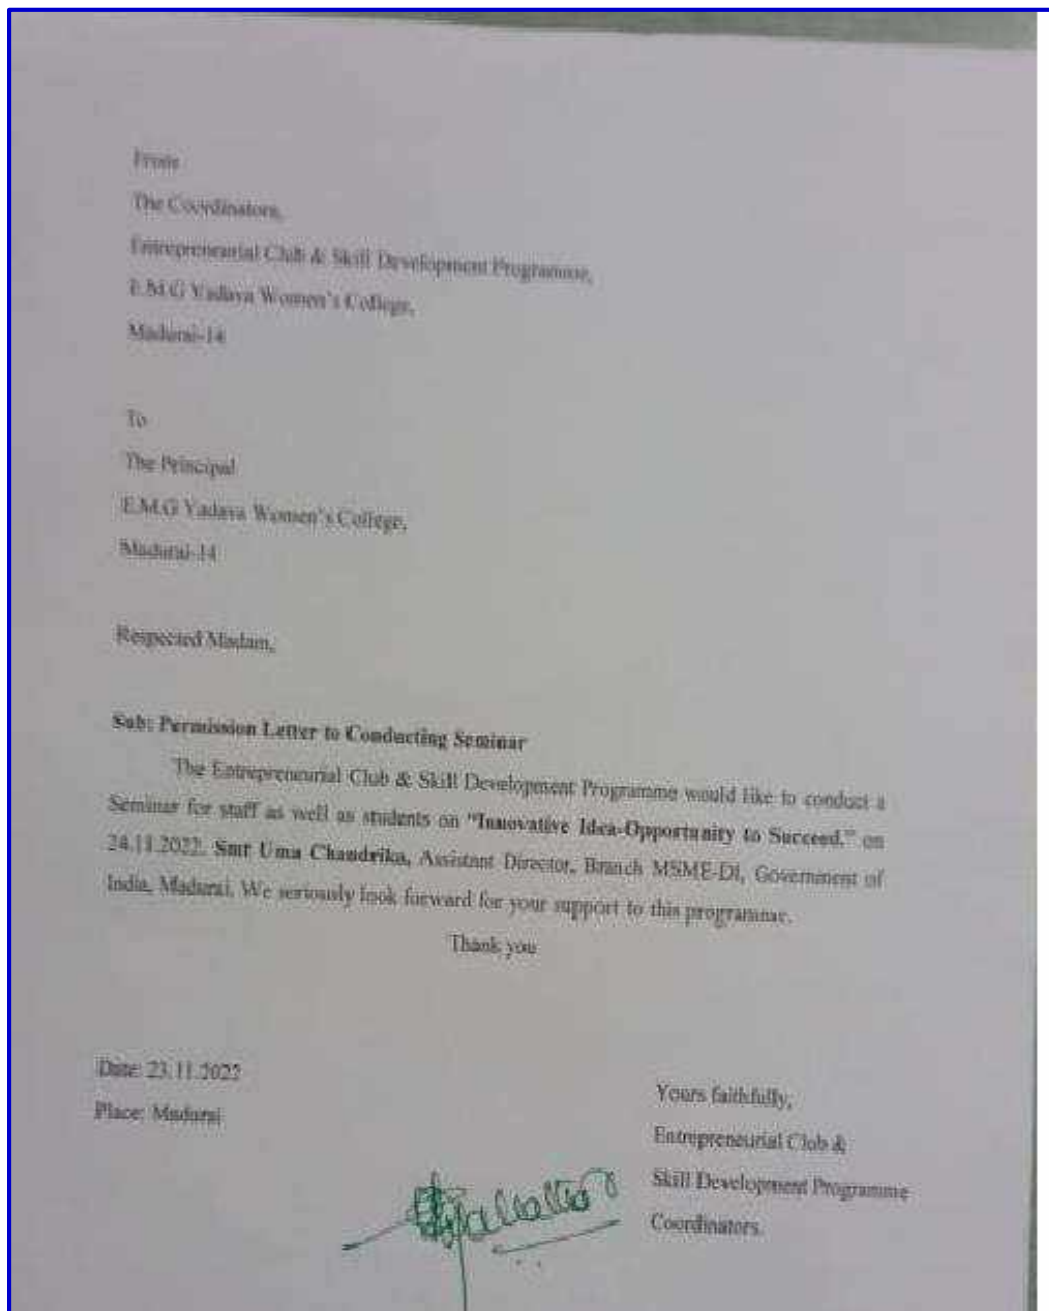 From
The Coordinators,
Entrepreneurial Club & Skill Development Programme,
E.M.G Yadava Women's College,
Madurai-14
To
The Principal
E.M.G Yadava Women's College,
Madurai-14
Respected Madam,
Sub: Permission Letter to Conducting Seminar
The Entrepreneurial Club & Skill Development Programme would like to conduct a
Seminar for staff as well as students on "Innovative Idea-Opportunity to Succeed," on
24.11.2022. Smt Uma Chandrika, Assistant Director, Branch MSME-DI, Government of
India, Madurai. We seriously look forward for your support to this programme.
Thank you
Date: 23.11.2022
Place: Madurai
Yours faithfully,
Entrepreneurial Club &
Skill Development Programme
Coordinators.